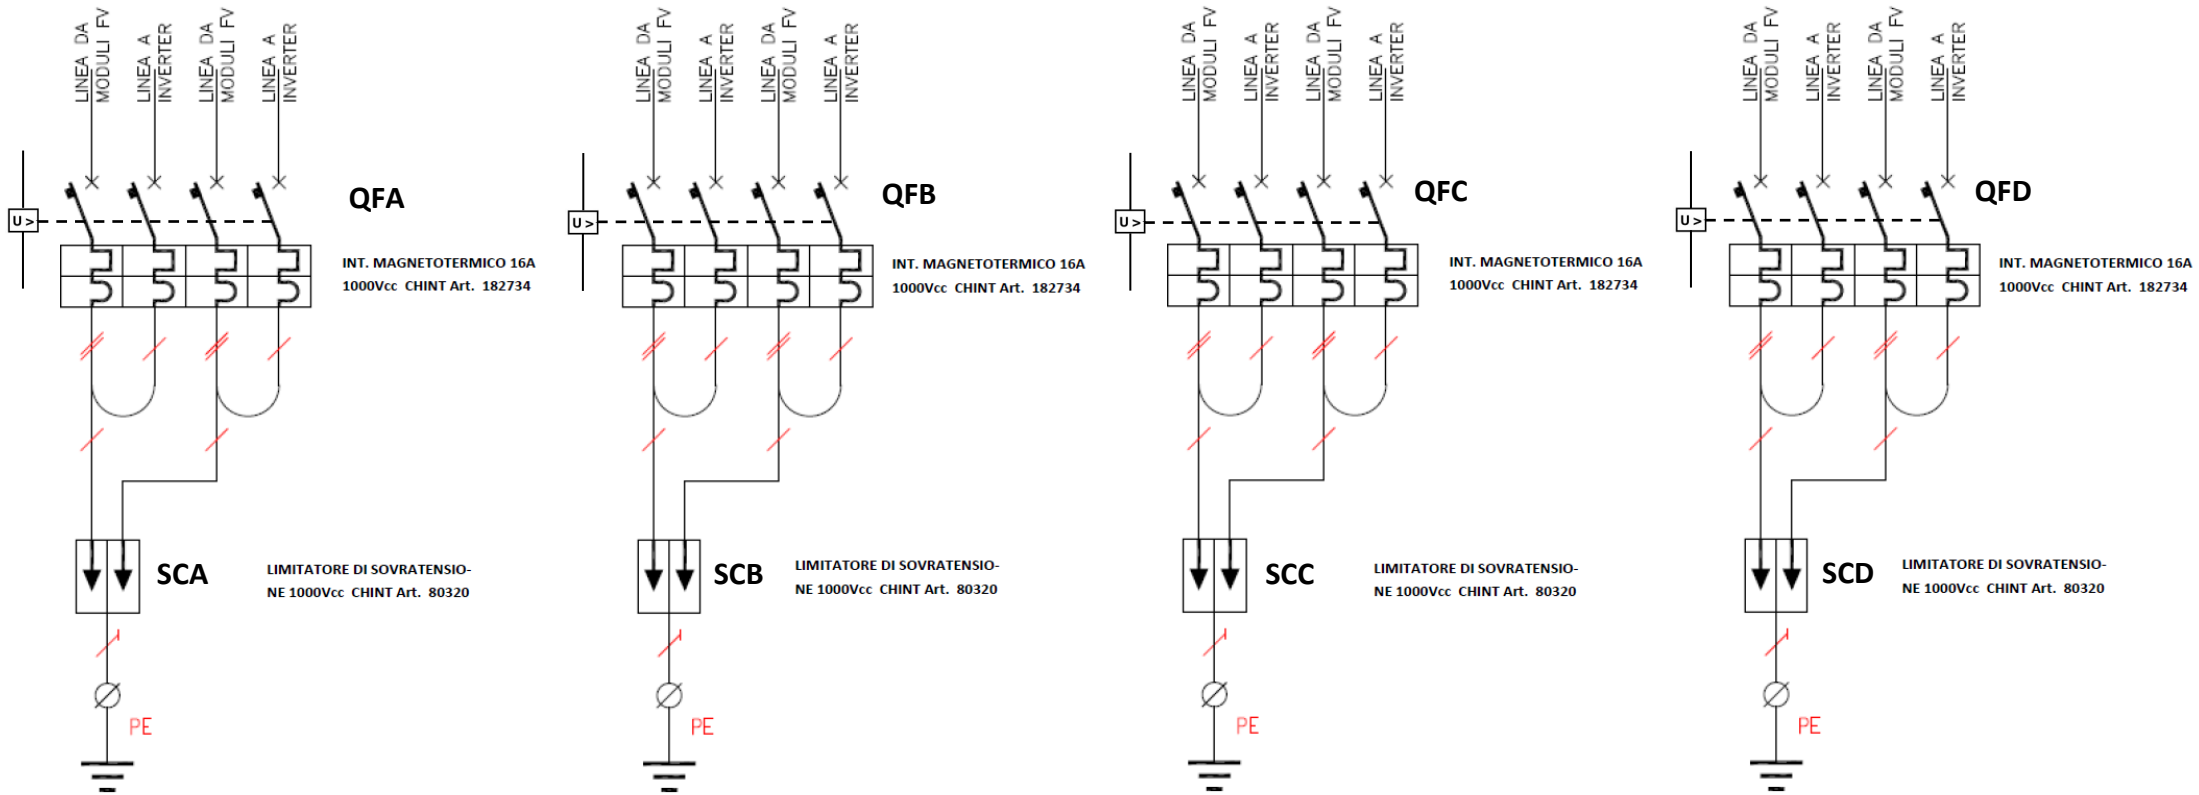 LINEA DA
MODULI FV
LINEA A
INVERTER
LINEA DA
MODULI FV
LINEA A
INVERTER
U >
QFA
INT. MAGNETOTERMICO 16A
1000Vcc CHINT Art. 182734
SCA
LIMITATORE DI SOVRATENSIO-
NE 1000Vcc CHINT Art. 80320
PE
LINEA DA
MODULI FV
LINEA A
INVERTER
LINEA DA
MODULI FV
LINEA A
INVERTER
U >
QFB
INT. MAGNETOTERMICO 16A
1000Vcc CHINT Art. 182734
SCB
LIMITATORE DI SOVRATENSIO-
NE 1000Vcc CHINT Art. 80320
PE
LINEA DA
MODULI FV
LINEA A
INVERTER
LINEA DA
MODULI FV
LINEA A
INVERTER
U >
QFC
INT. MAGNETOTERMICO 16A
1000Vcc CHINT Art. 182734
SCC
LIMITATORE DI SOVRATENSIO-
NE 1000Vcc CHINT Art. 80320
PE
LINEA DA
MODULI FV
LINEA A
INVERTER
LINEA DA
MODULI FV
LINEA A
INVERTER
U >
QFD
INT. MAGNETOTERMICO 16A
1000Vcc CHINT Art. 182734
SCD
LIMITATORE DI SOVRATENSIO-
NE 1000Vcc CHINT Art. 80320
PE